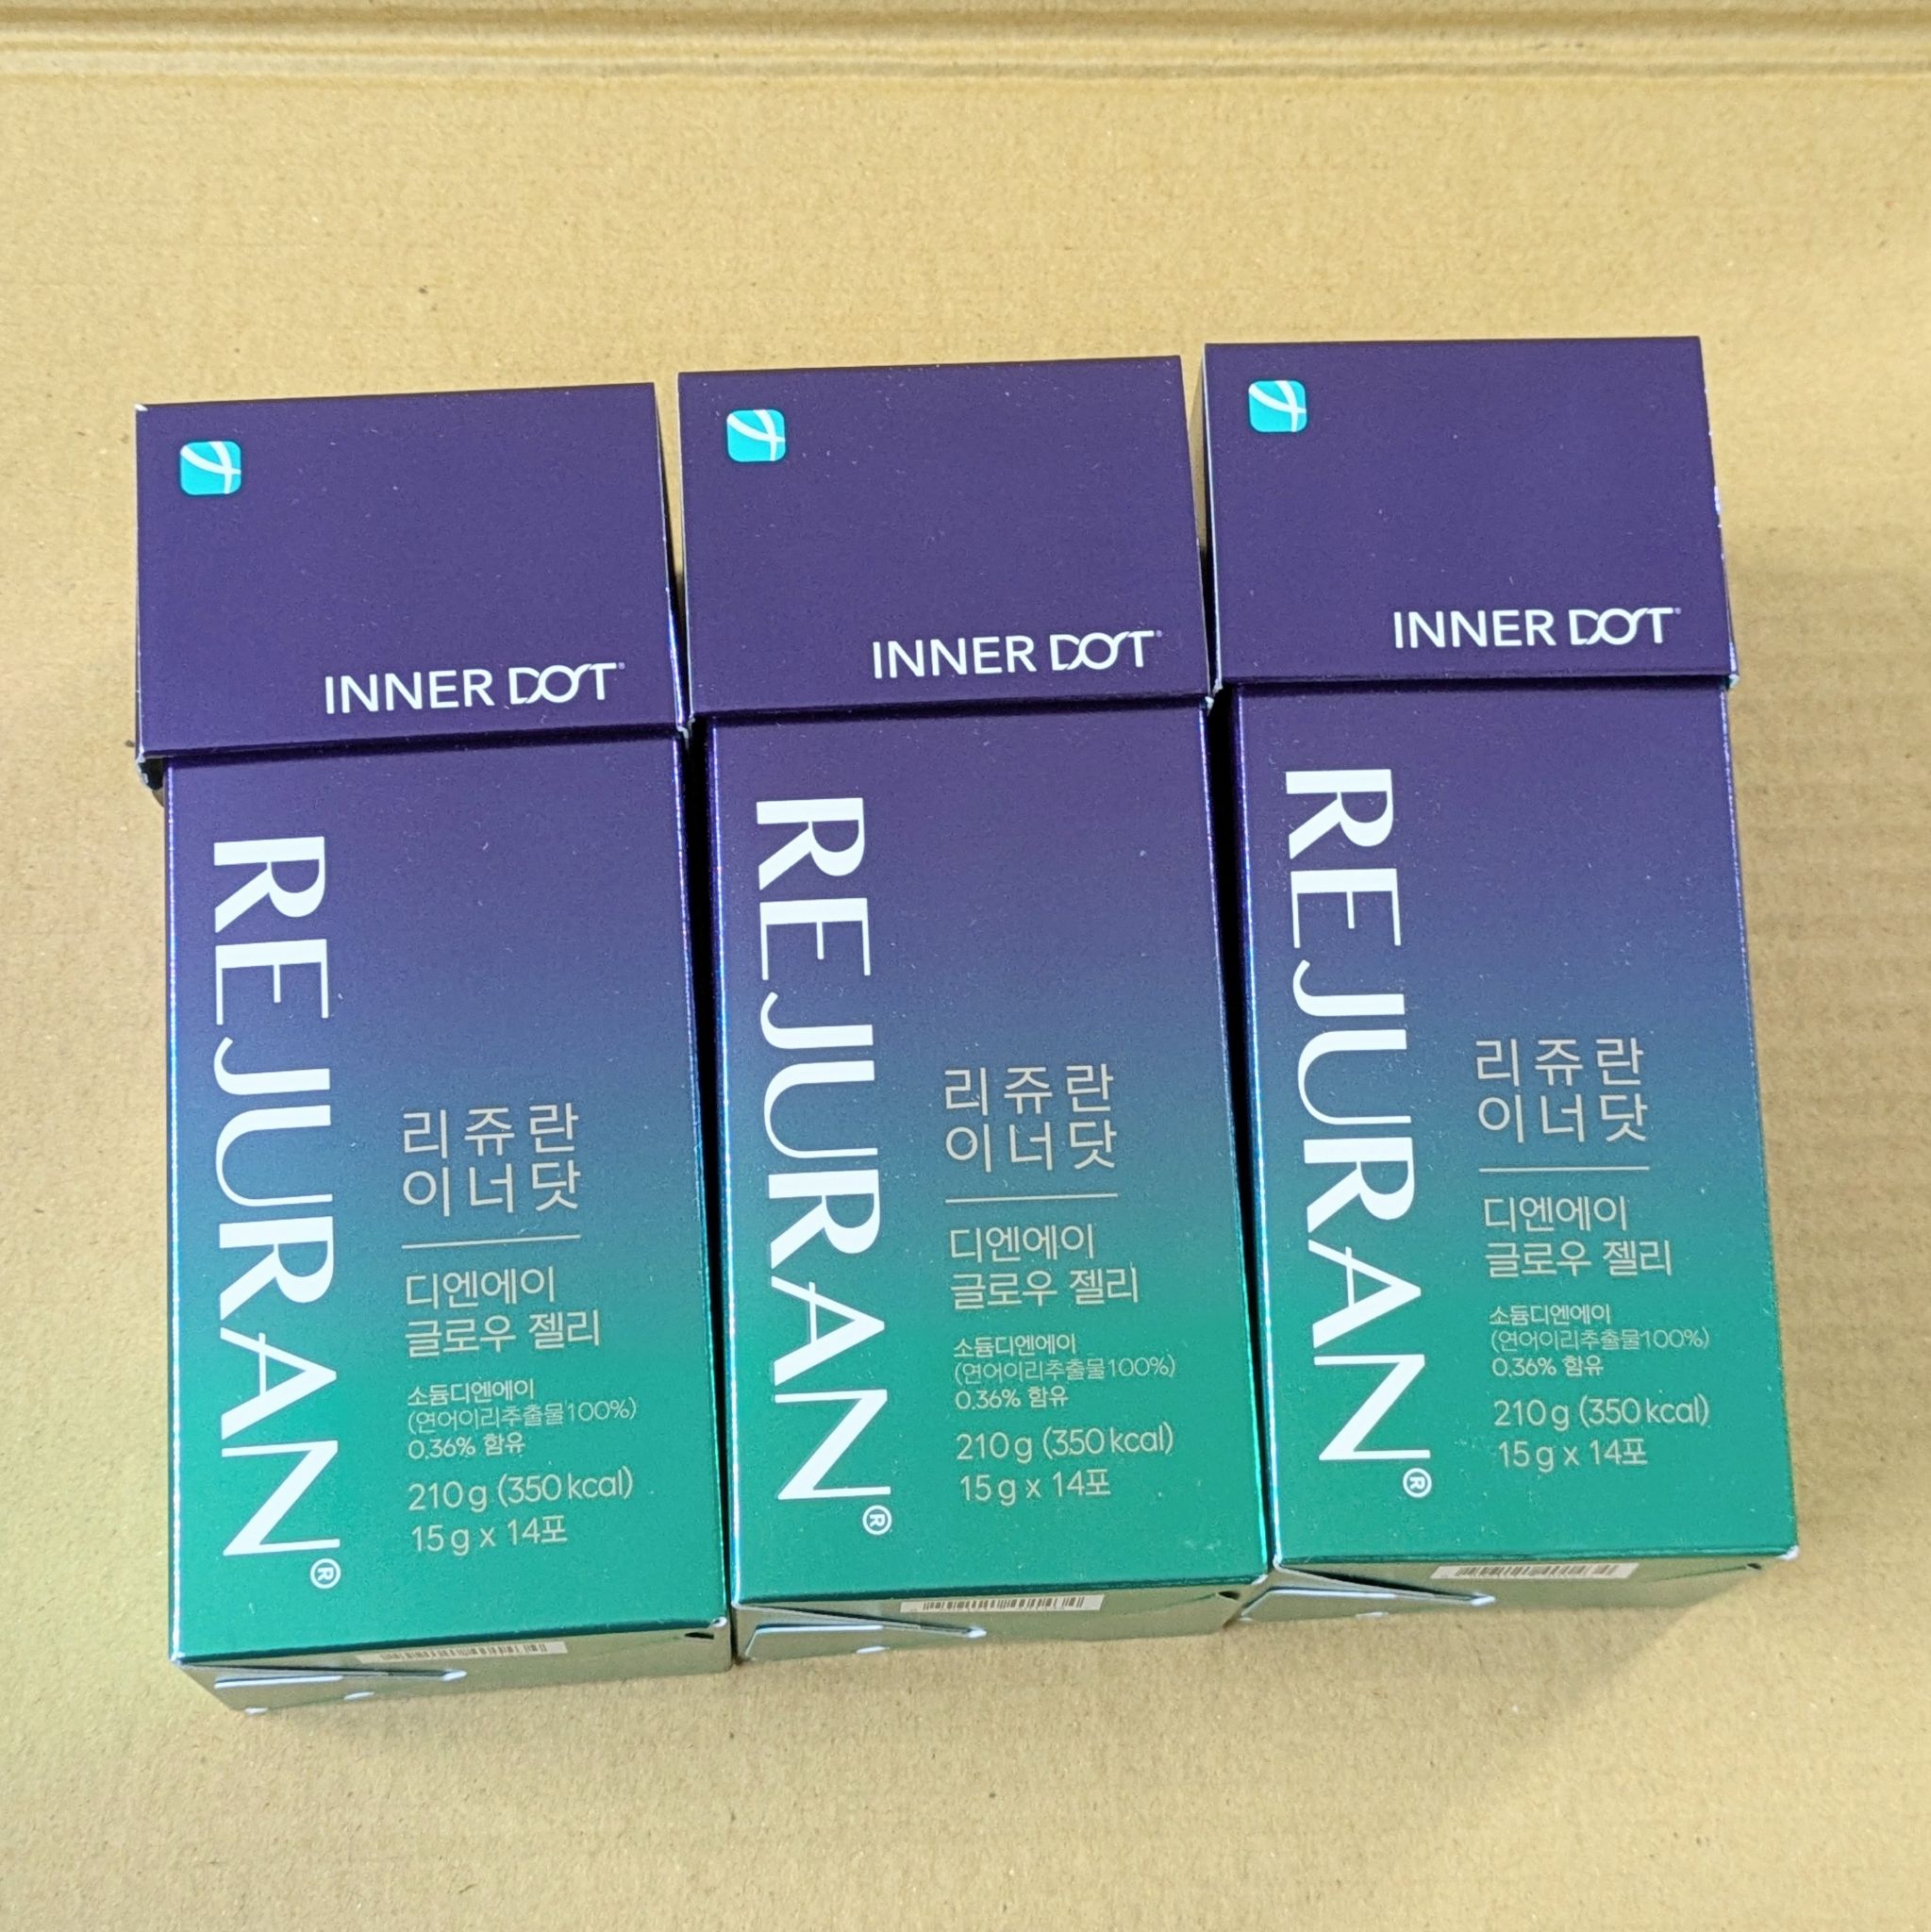 INNER DOT
REJURAN®
리쥬란
이너닷
디엔에이
글로우 젤리
소듐디엔에이
(연어이리추출물100%)
0.36% 함유
210g (350kcal)
15g x 14포
INNER DOT
REJURAN®
리쥬란
이너닷
디엔에이
글로우 젤리
소듐디엔에이
(연어이리추출물100%)
0.36% 함유
210g (350kcal)
15g x 14포
INNER DOT
REJURAN®
리쥬란
이너닷
디엔에이
글로우 젤리
소듐디엔에이
(연어이리추출물100%)
0.36% 함유
210g (350kcal)
15g x 14포